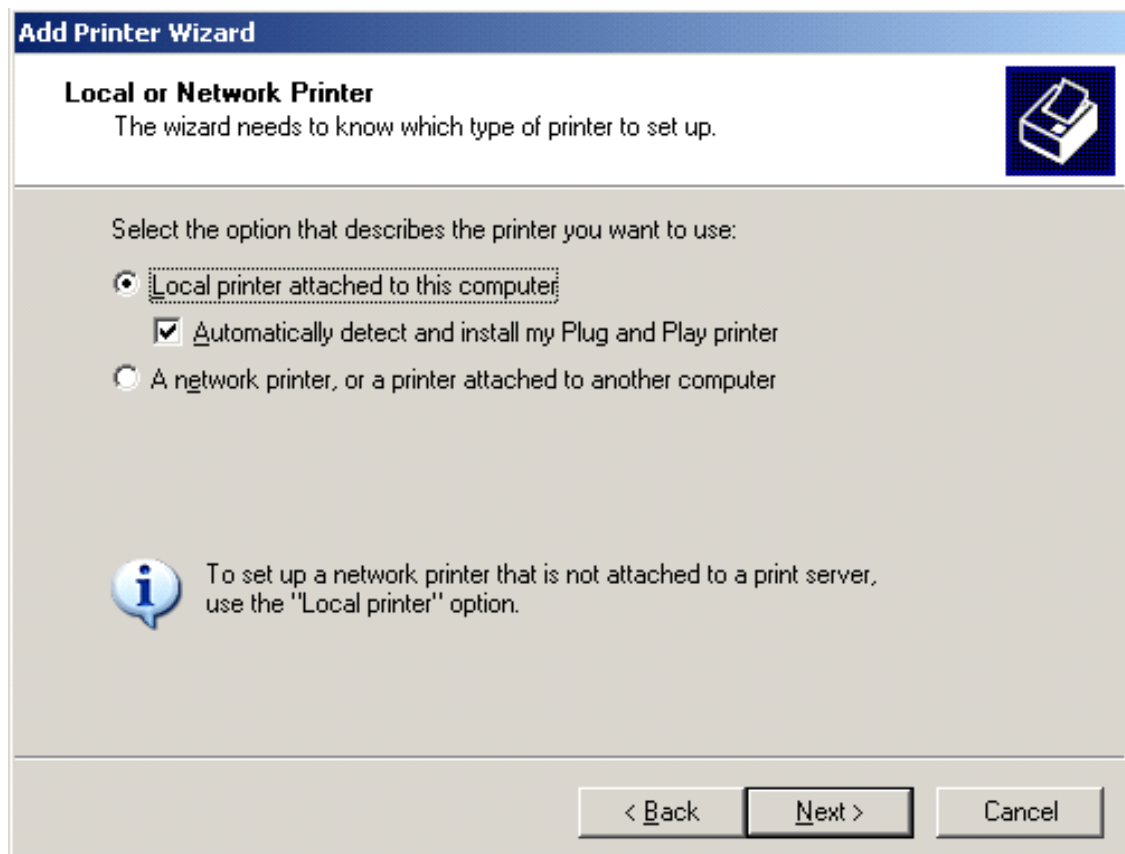 Add Printer Wizard
Local or Network Printer
The wizard needs to know which type of printer to set up.
Select the option that describes the printer you want to use:
Local printer attached to this computer
Automatically detect and install my Plug and Play printer
A network printer, or a printer attached to another computer
To set up a network printer that is not attached to a print server,
use the "Local printer" option.
< Back Next > Cancel